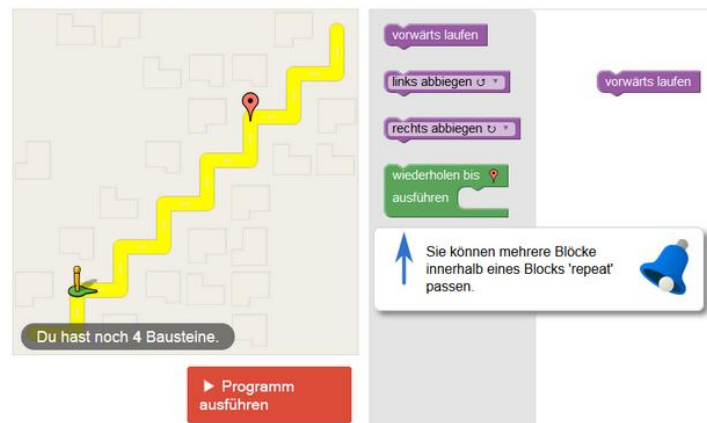 vorwärts laufen
links abbiegen ↺ ▾
rechts abbiegen ↻ ▾
wiederholen bis
ausführen
vorwärts laufen
Sie können mehrere Blöcke
innerhalb eines Blocks 'repeat'
passen.
Du hast noch 4 Bausteine.
▶ Programm
ausführen